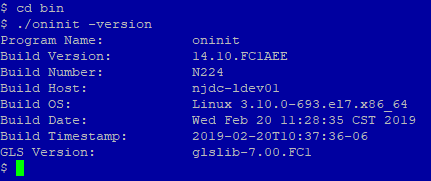 $ cd bin
$ ./oninit -version
Program Name: oninit
Build Version: 14.10.FC1AEE
Build Number: N224
Build Host: njdc-ldev01
Build OS: Linux 3.10.0-693.el7.x86_64
Build Date: Wed Feb 20 11:28:35 CST 2019
Build Timestamp: 2019-02-20T10:37:36-06
GLS Version: glslib-7.00.FC1
$